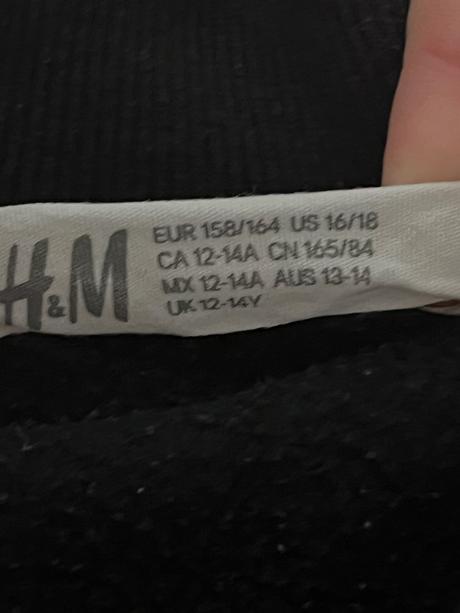 H&M
EUR 158/164 US 16/18
CA 12-14A CN 165/84
MX 12-14A AUS 13-14
UK 12-14Y